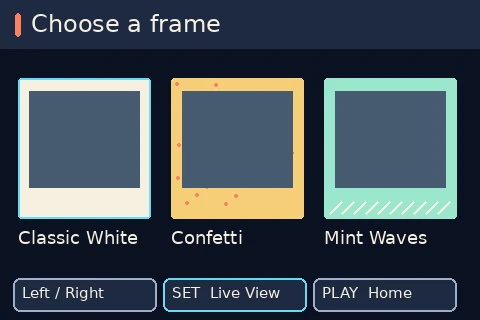 Choose a frame
Classic White
Confetti
Mint Waves
Left / Right
SET  Live View
PLAY  Home